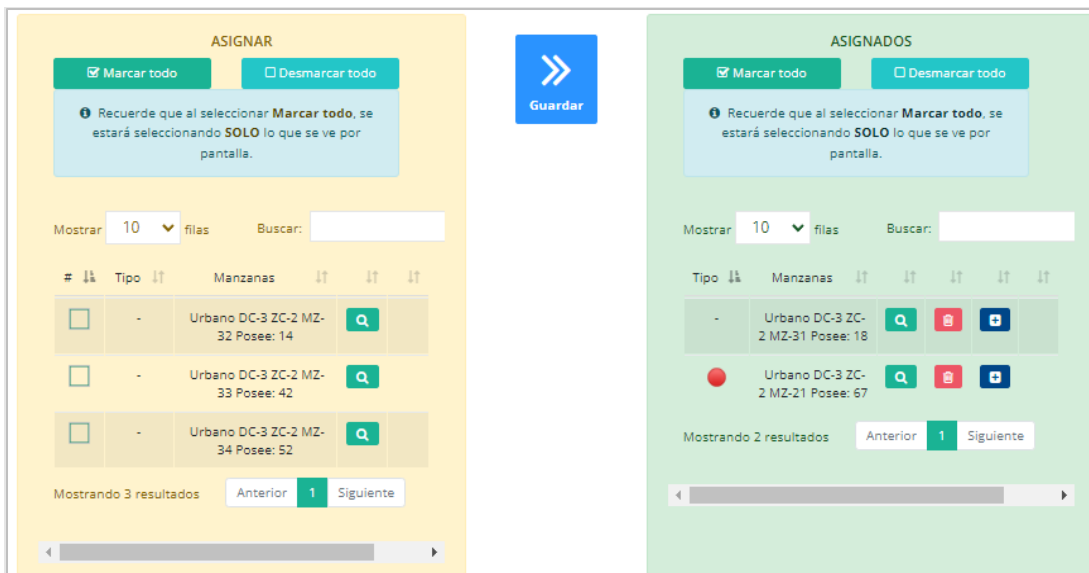 ASIGNAR
Marcar todo
Desmarcar todo
Recuerde que al seleccionar Marcar todo, se
estará seleccionando SOLO lo que se ve por
pantalla.
Mostrar 10 filas Buscar:
# Tipo Manzanas
- Urbano DC-3 ZC-2 MZ-
32 Posee: 14
- Urbano DC-3 ZC-2 MZ-
33 Posee: 42
- Urbano DC-3 ZC-2 MZ-
34 Posee: 52
Mostrando 3 resultados Anterior 1 Siguiente
Guardar
ASIGNADOS
Marcar todo
Desmarcar todo
Recuerde que al seleccionar Marcar todo, se
estará seleccionando SOLO lo que se ve por
pantalla.
Mostrar 10 filas Buscar:
Tipo Manzanas
- Urbano DC-3 ZC-
2 MZ-31 Posee: 18
Urbano DC-3 ZC-
2 MZ-21 Posee: 67
Mostrando 2 resultados Anterior 1 Siguiente